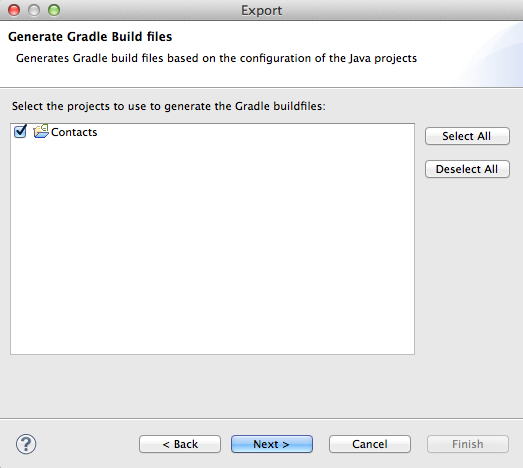 Export
Generate Gradle Build files
Generates Gradle build files based on the configuration of the Java projects
Select the projects to use to generate the Gradle buildfiles:
Contacts
Select All
Deselect All
?
< Back
Next >
Cancel
Finish